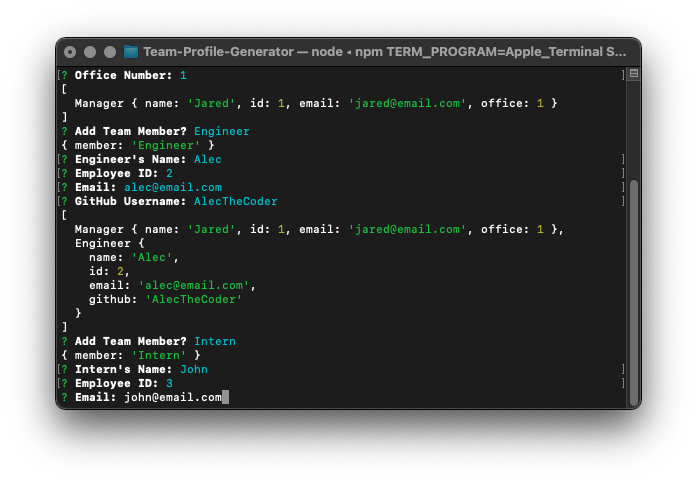 Team-Profile-Generator — node ◂ npm TERM_PROGRAM=Apple_Terminal S...
[? Office Number: 1 ]
[
  Manager { name: 'Jared', id: 1, email: 'jared@email.com', office: 1 }
]
? Add Team Member? Engineer
{ member: 'Engineer' }
[? Engineer's Name: Alec ]
[? Employee ID: 2 ]
[? Email: alec@email.com ]
[? GitHub Username: AlecTheCoder ]
[
  Manager { name: 'Jared', id: 1, email: 'jared@email.com', office: 1 },
  Engineer {
    name: 'Alec',
    id: 2,
    email: 'alec@email.com',
    github: 'AlecTheCoder'
  }
]
? Add Team Member? Intern
{ member: 'Intern' }
[? Intern's Name: John ]
[? Employee ID: 3 ]
? Email: john@email.com